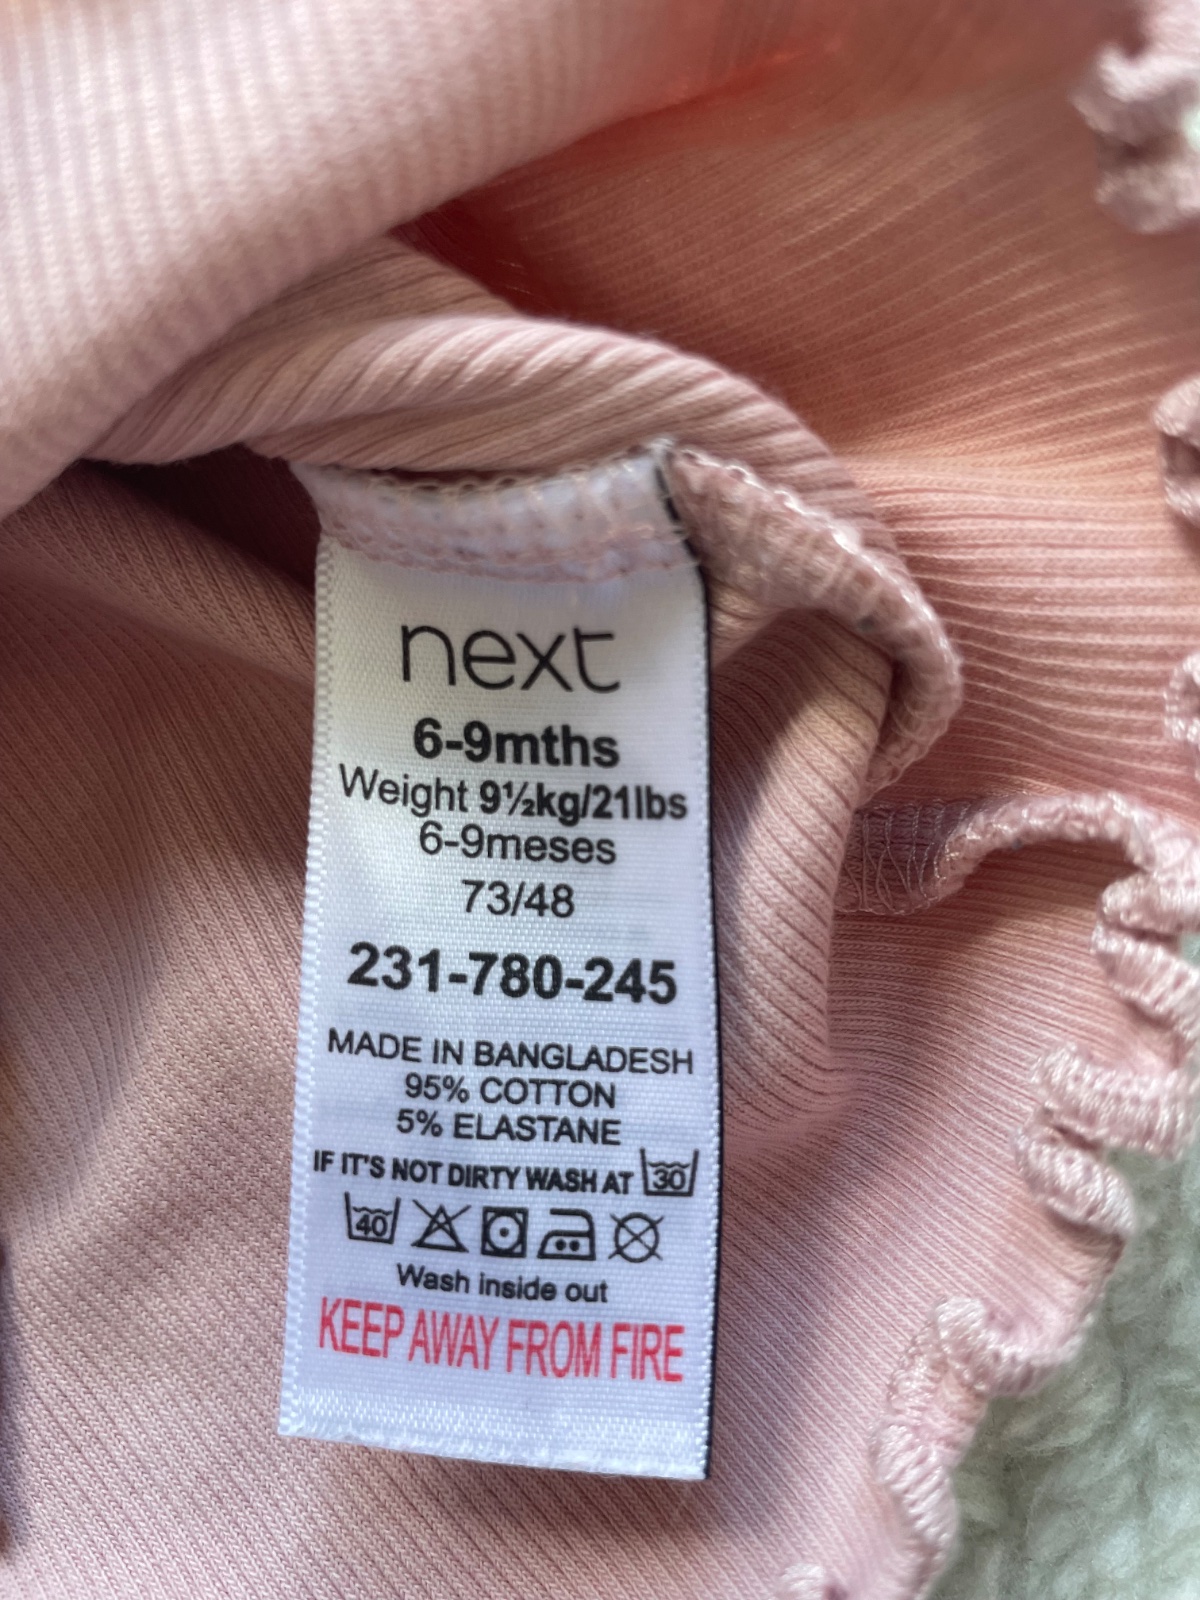 next
6-9mths
Weight 9½kg/21lbs
6-9meses
73/48
231-780-245
MADE IN BANGLADESH
95% COTTON
5% ELASTANE
IF IT'S NOT DIRTY WASH AT 30
40
Wash inside out
KEEP AWAY FROM FIRE